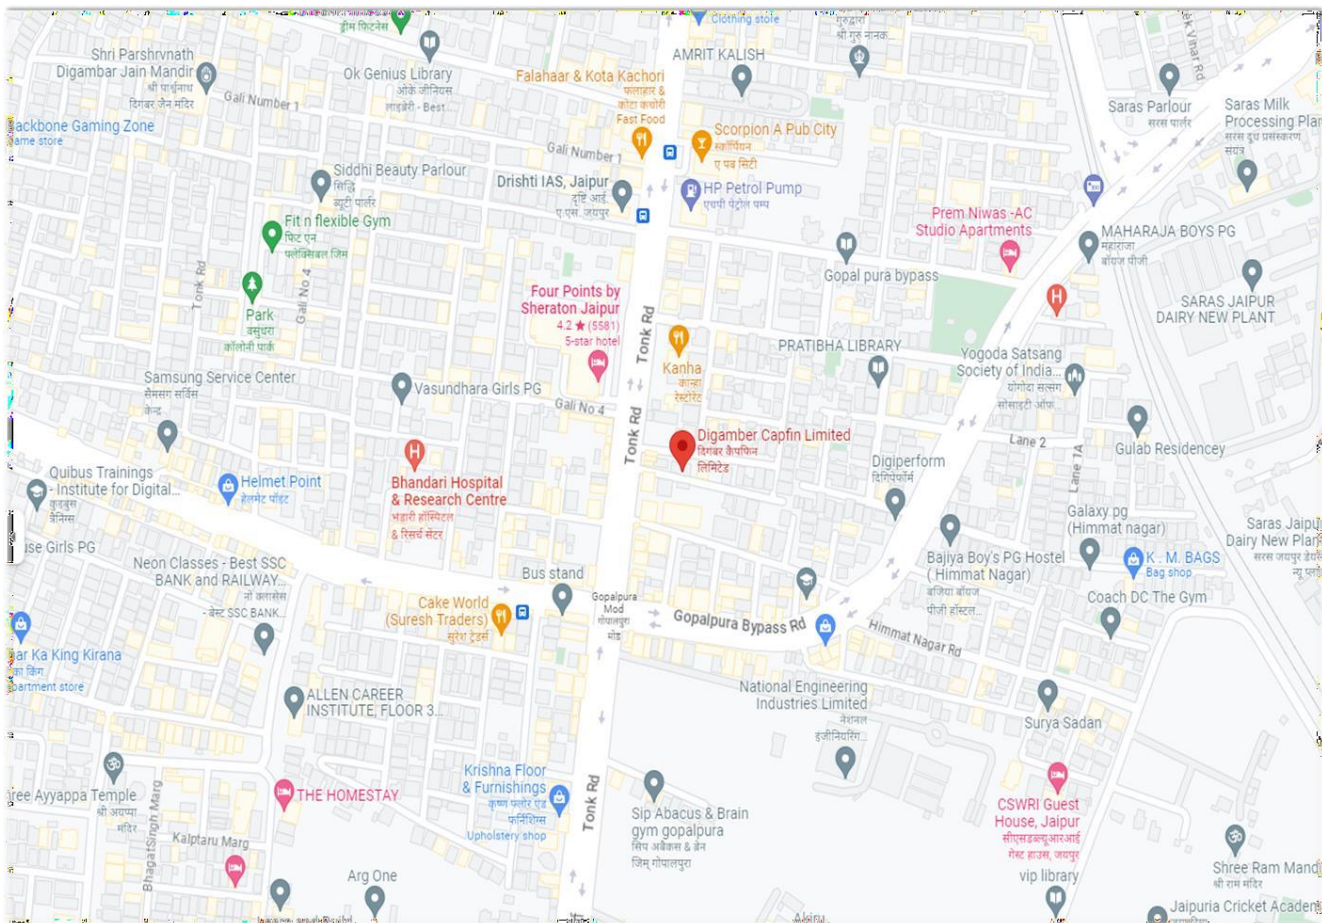 Clothing store
ड्रीम फिटनेस
गुरुद्वारा
श्री गुरु नानक...
Shri Parshrvnath
Digambar Jain Mandir
श्री पार्श्वनाथ
दिगंबर जैन मंदिर
Ok Genius Library
ओके जीनियस
लाइब्रेरी - Best ...
AMRIT KALISH
Falahaar & Kota Kachori
फलाहार &
कोटा कचोरी
Fast Food
Gali Number 1
Saras Parlour
सरस पार्लर
Saras Milk
Processing Plan
सरस दूध प्रसंस्करण
संयंत्र
ackbone Gaming Zone
ame store
Scorpion A Pub City
स्कॉर्पियन
ए पब सिटी
Gali Number 1
Siddhi Beauty Parlour
सिद्धि
ब्यूटी पार्लर
Drishti IAS, Jaipur
दृष्टि आई.
ए.एस. जयपुर
HP Petrol Pump
एचपी पेट्रोल पम्प
Fit n flexible Gym
फिट एन
फ्लेक्सिबल जिम
Prem Niwas -AC
Studio Apartments
MAHARAJA BOYS PG
महाराजा
बॉयज पीजी
Tonk Rd
Gali No 4
Gopal pura bypass
Four Points by
Sheraton Jaipur
4.2 ★ (5581)
5-star hotel
SARAS JAIPUR
DAIRY NEW PLANT
Park
वसुंधरा
कॉलोनी पार्क
Tonk Rd
PRATIBHA LIBRARY
Yogoda Satsang
Society of India...
योगोदा सत्संग
सोसाइटी ऑफ़...
Kanha
कान्हा
रेस्टोरेंट
Samsung Service Center
सैमसंग सर्विस
केन्द्र
Vasundhara Girls PG
Gali No 4
Tonk Rd
Digamber Capfin Limited
दिगंबर कैपफिन
लिमिटेड
Lane 2
Lane 1A
Gulab Residencey
Digiperform
दिगिपेर्फोर्म
Quibus Trainings
- Institute for Digital...
कुइबुस
ट्रैनिंग्स
Helmet Point
हेलमेट पॉइंट
Bhandari Hospital
& Research Centre
भंडारी हॉस्पिटल
& रिसर्च सेंटर
Galaxy pg
(Himmat nagar)
Saras Jaipu
Dairy New Plan
सरस जयपुर डेयर
न्यू प्ला
use Girls PG
Neon Classes - Best SSC
BANK and RAILWAY...
नों क्लासेस
- बेस्ट SSC BANK...
Bus stand
Bajiya Boy's PG Hostel
( Himmat Nagar)
बजिया बॉयज
पीजी हॉस्टल...
K . M. BAGS
Bag shop
Coach DC The Gym
Cake World
(Suresh Traders)
सुरेश ट्रेडर्स
Gopalpura
Mod
गोपालपुरा
मोड़
Gopalpura Bypass Rd
Himmat Nagar Rd
ar Ka King Kirana
का किंग
partment store
ALLEN CAREER
INSTITUTE, FLOOR 3...
National Engineering
Industries Limited
नेशनल
इंजीनियरिंग...
Surya Sadan
Krishna Floor
& Furnishings
कृष्ण फ्लोर एंड
फर्निशिंग्स
Upholstery shop
Tonk Rd
THE HOMESTAY
hree Ayyappa Temple
श्री अयप्पा
मंदिर
BhagatSingh Marg
Kalptaru Marg
Sip Abacus & Brain
gym gopalpura
सिप अबैकस & ब्रेन
जिम् गोपालपुरा
CSWRI Guest
House, Jaipur
सीएसडब्ल्यूआरआई
गेस्ट हाउस, जयपुर
Arg One
vip library
Shree Ram Mand
श्री राम मंदिर
Jaipuria Cricket Academ